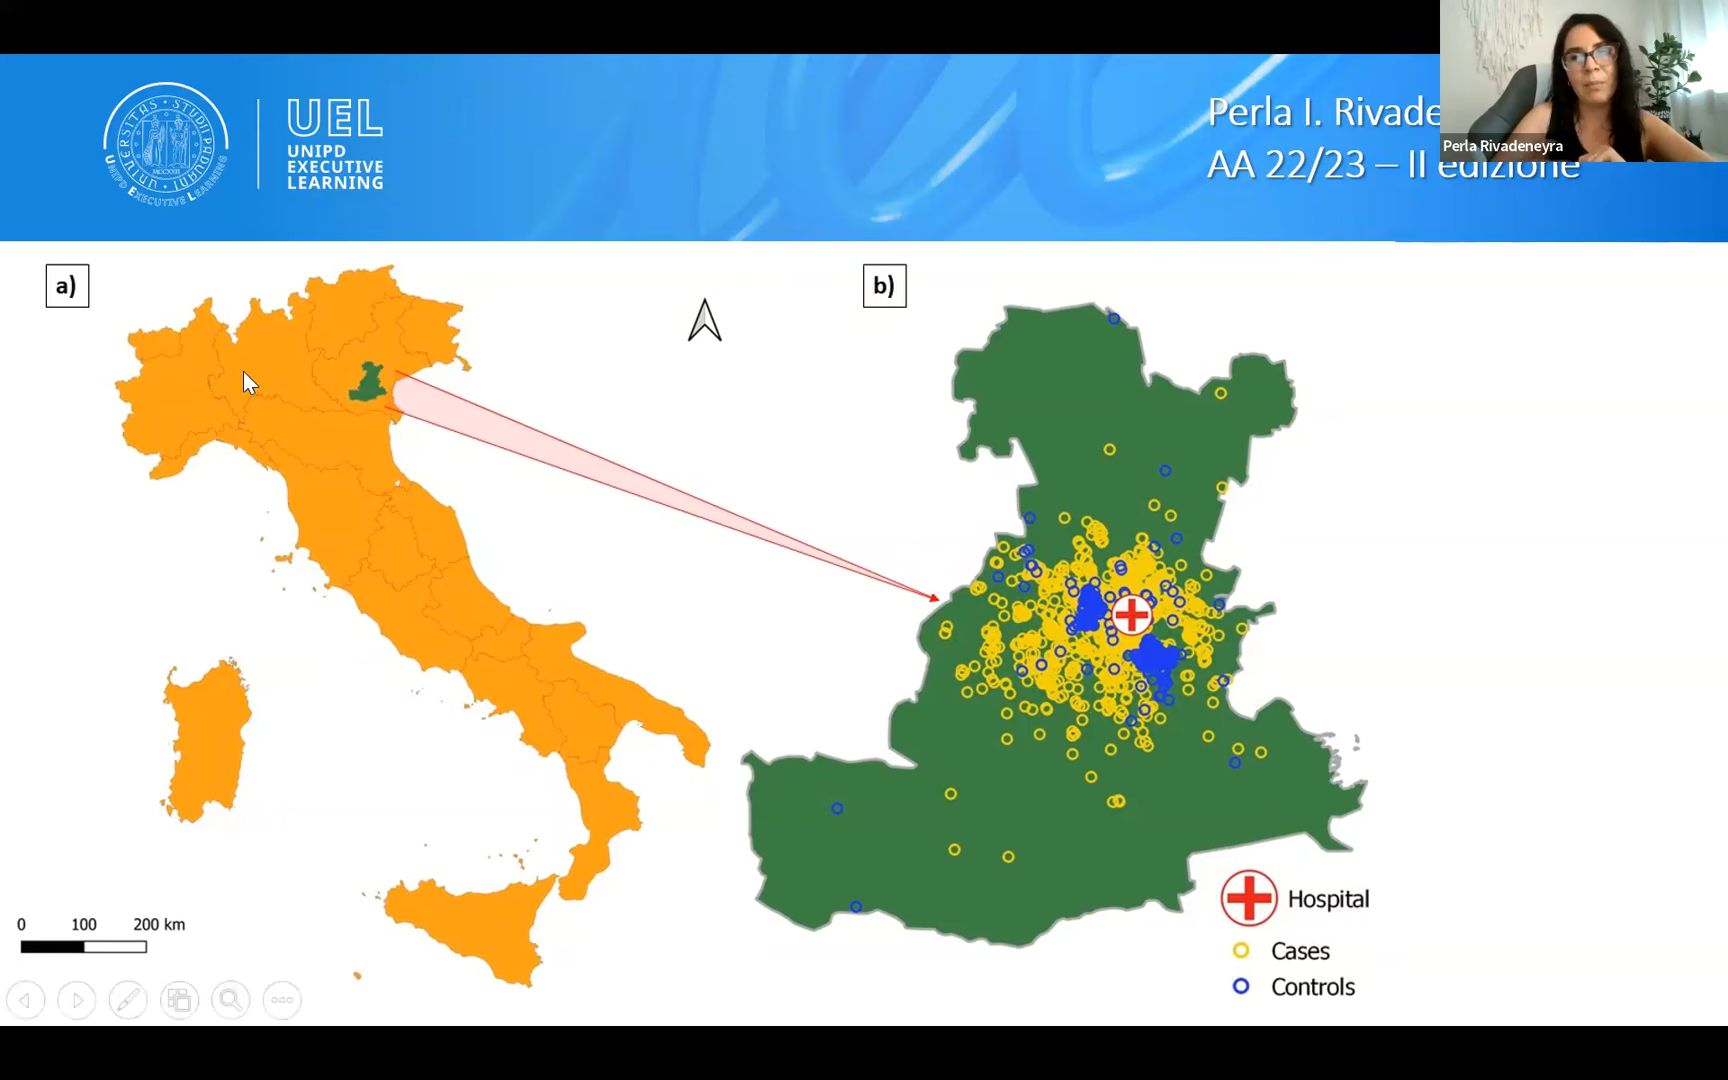 UEL
UNIPD
EXECUTIVE
LEARNING
Perla I. Rivade
AA 22/23 – II edizione
Perla Rivadeneyra
a)
b)
0 100 200 km
Hospital
Cases
Controls